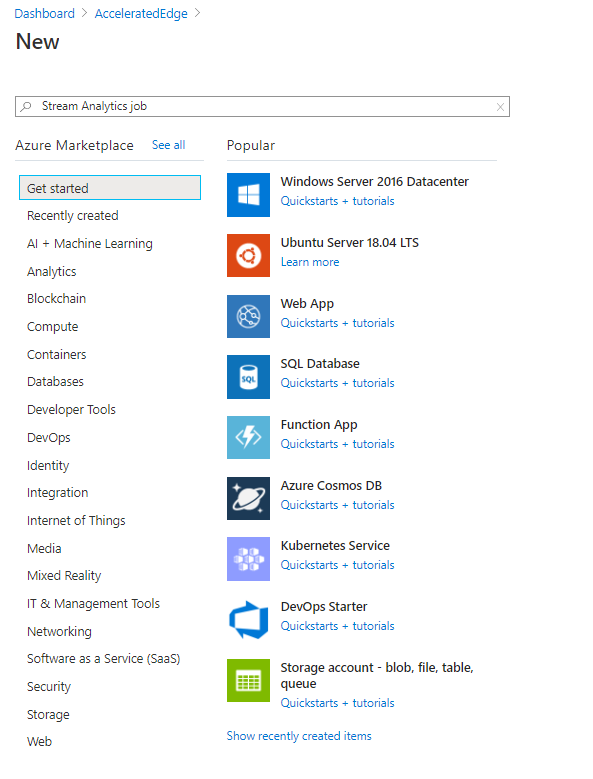 Dashboard > AcceleratedEdge >
New
Stream Analytics job
Azure Marketplace See all
Get started
Recently created
AI + Machine Learning
Analytics
Blockchain
Compute
Containers
Databases
Developer Tools
DevOps
Identity
Integration
Internet of Things
Media
Mixed Reality
IT & Management Tools
Networking
Software as a Service (SaaS)
Security
Storage
Web
Popular
Windows Server 2016 Datacenter
Quickstarts + tutorials
Ubuntu Server 18.04 LTS
Learn more
Web App
Quickstarts + tutorials
SQL
SQL Database
Quickstarts + tutorials
Function App
Quickstarts + tutorials
Azure Cosmos DB
Quickstarts + tutorials
Kubernetes Service
Quickstarts + tutorials
DevOps Starter
Quickstarts + tutorials
Storage account - blob, file, table,
queue
Quickstarts + tutorials
Show recently created items